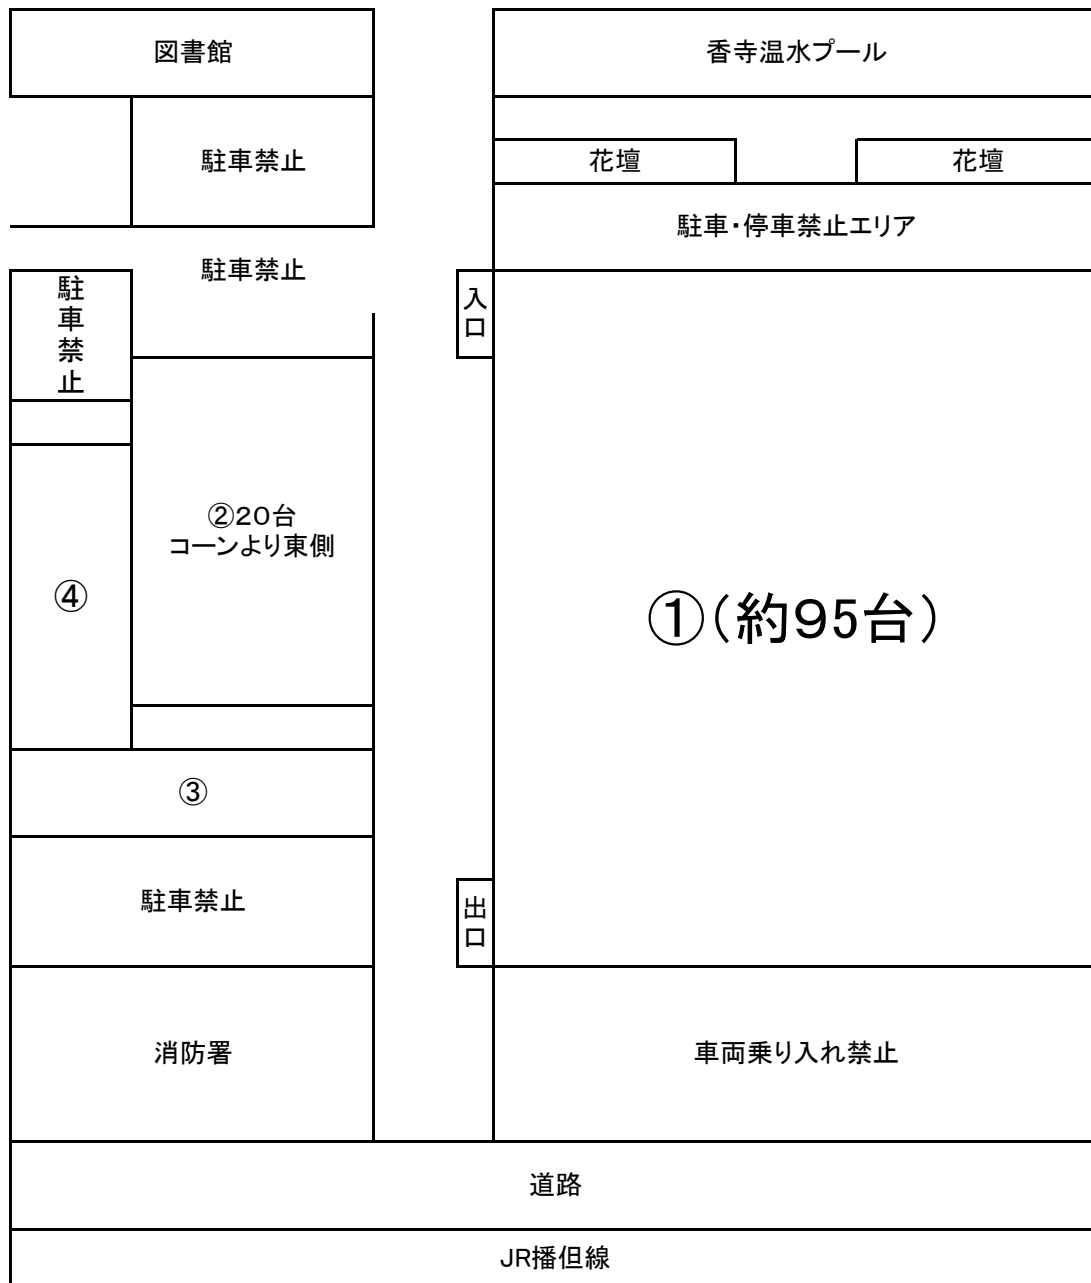 図書館
香寺温水プール
駐車禁止
花壇
花壇
駐車・停車禁止エリア
駐車禁止
駐車禁止
入口
②20台
コーンより東側
④
①(約95台)
③
駐車禁止
出口
消防署
車両乗り入れ禁止
道路
JR播但線